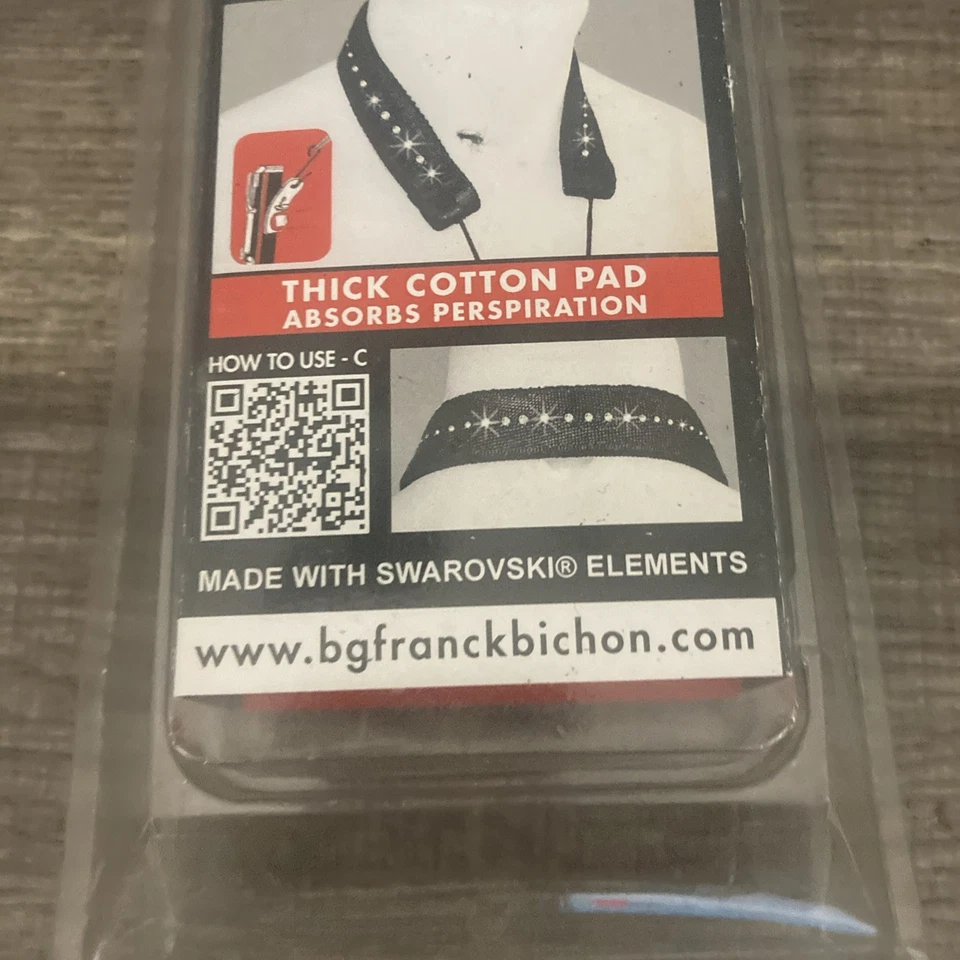 THICK COTTON PAD
ABSORBS PERSPIRATION
HOW TO USE - C
MADE WITH SWAROVSKI® ELEMENTS
www.bgfranckbichon.com